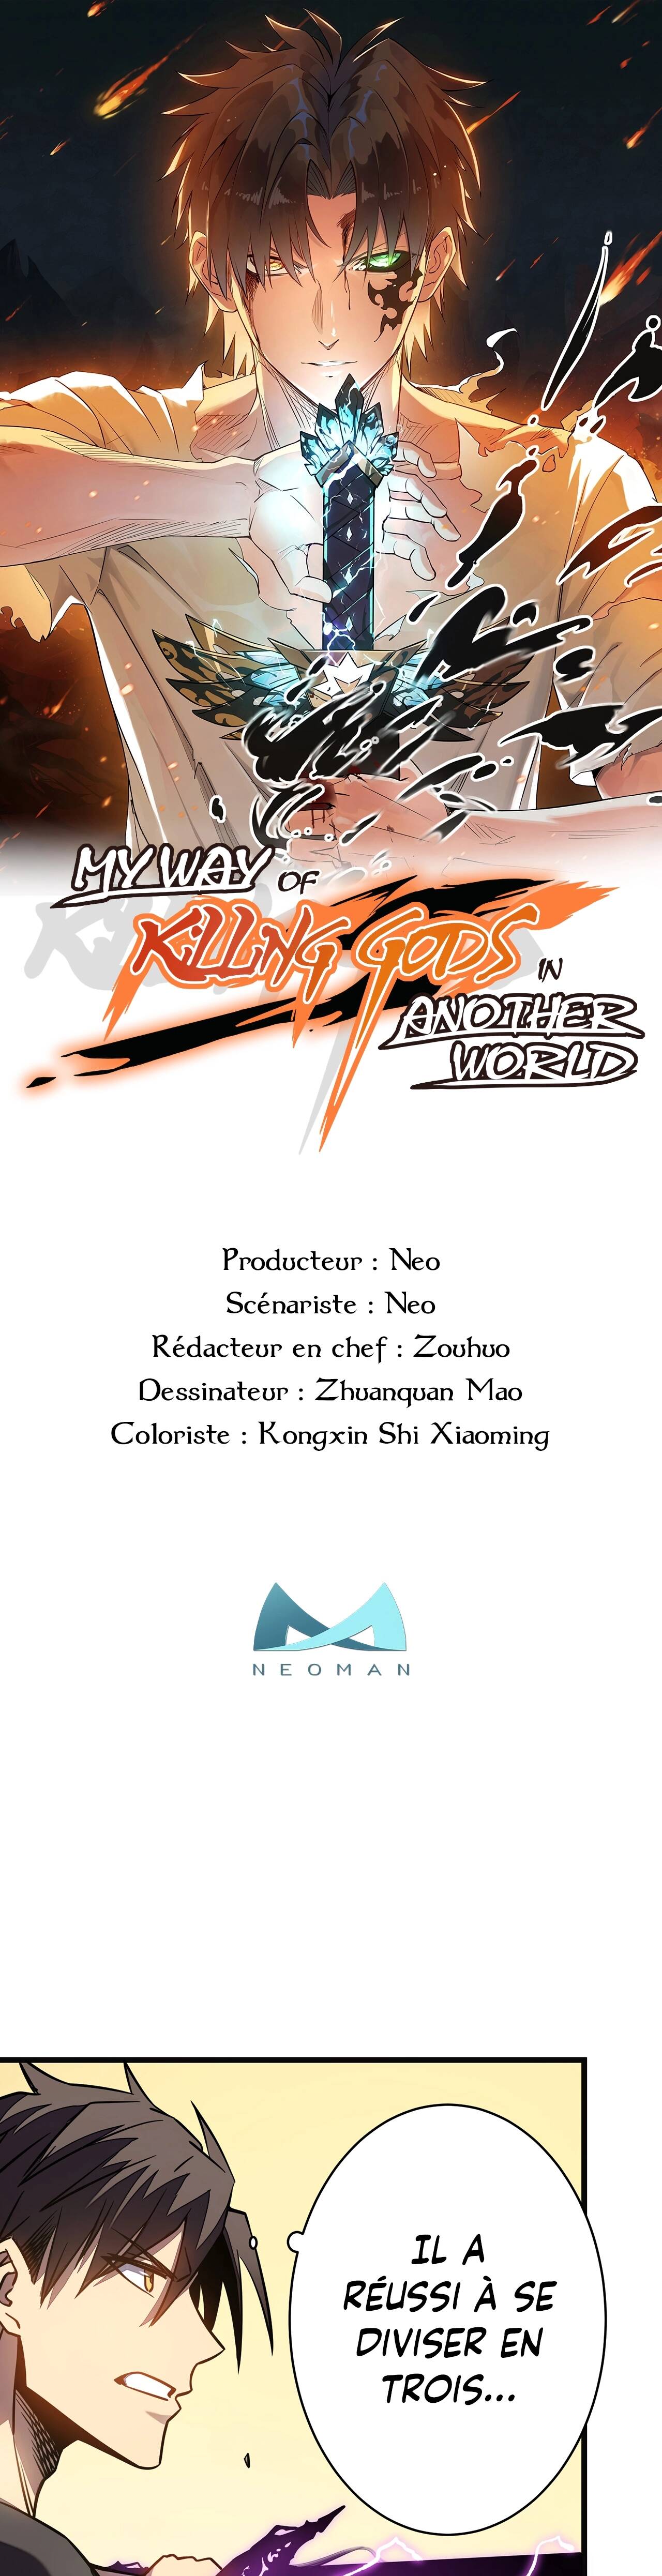 MY WAY OF
KILLING GODS IN
ANOTHER
WORLD
Producteur : Neo
Scénariste : Neo
Rédacteur en chef : Zouhuo
Dessinateur : Zhuanquan Mao
Coloriste : Kongxin Shi Xiaoming
NEOMAN
IL A
RÉUSSI À SE
DIVISER EN
TROIS...